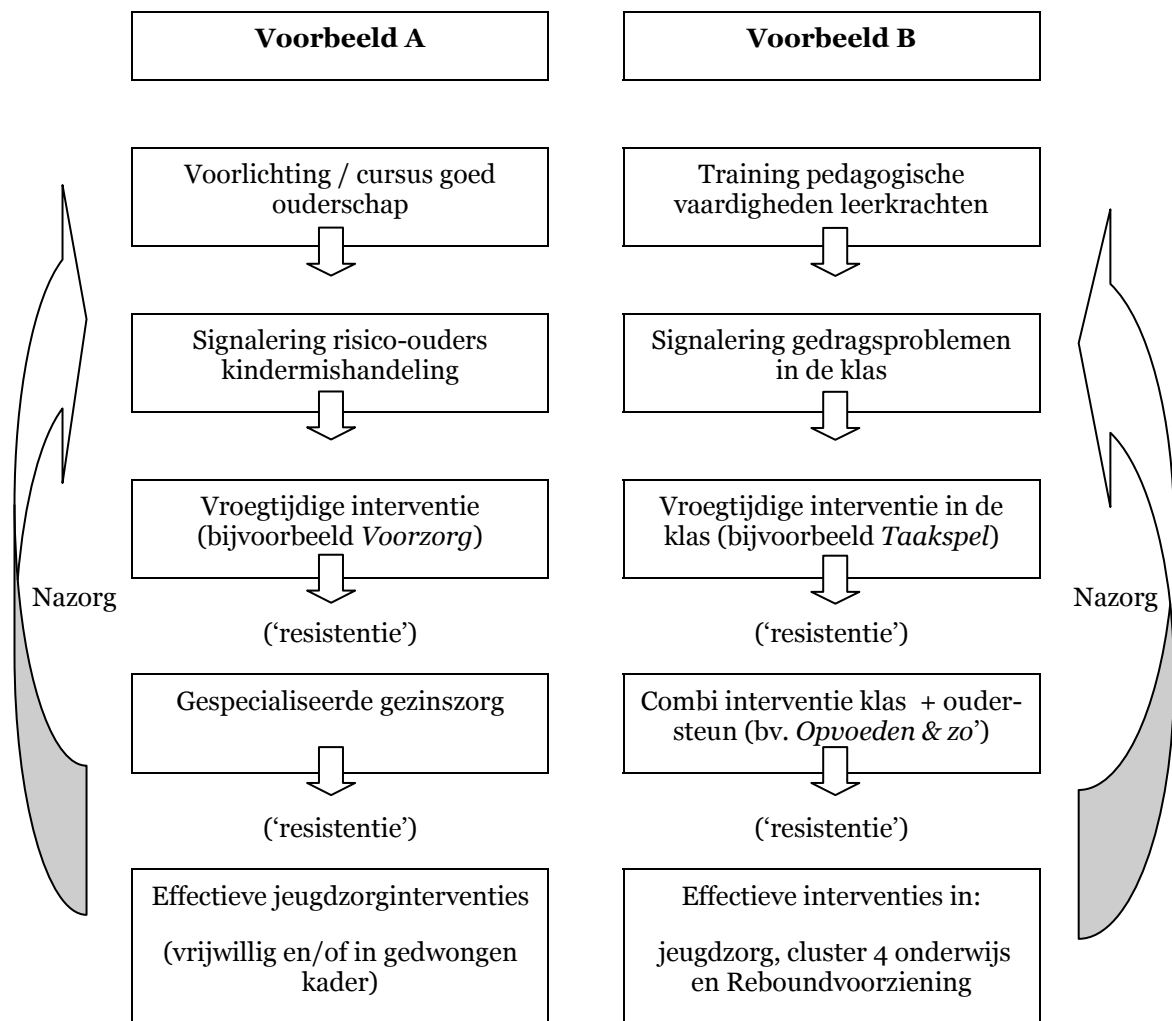 Voorbeeld A
Voorlichting / cursus goed
ouderschap
Signalering risico-ouders
kindermishandeling
Vroegtijdige interventie
(bijvoorbeeld Voorzorg)
(‘resistentie’)
Gespecialiseerde gezinszorg
(‘resistentie’)
Effectieve jeugdzorginterventies
(vrijwillig en/of in gedwongen
kader)
Nazorg
Voorbeeld B
Training pedagogische
vaardigheden leerkrachten
Signalering gedragsproblemen
in de klas
Vroegtijdige interventie in de
klas (bijvoorbeeld Taakspel)
(‘resistentie’)
Combi interventie klas + ouder-
steun (bv. Opvoeden & zo’)
(‘resistentie’)
Effectieve interventies in:
jeugdzorg, cluster 4 onderwijs
en Reboundvoorziening
Nazorg